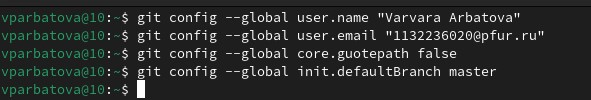 vparbatova@10:~$ git config --global user.name "Varvara Arbatova"
vparbatova@10:~$ git config --global user.email "1132236020@pfur.ru"
vparbatova@10:~$ git config --global core.guotepath false
vparbatova@10:~$ git config --global init.defaultBranch master
vparbatova@10:~$